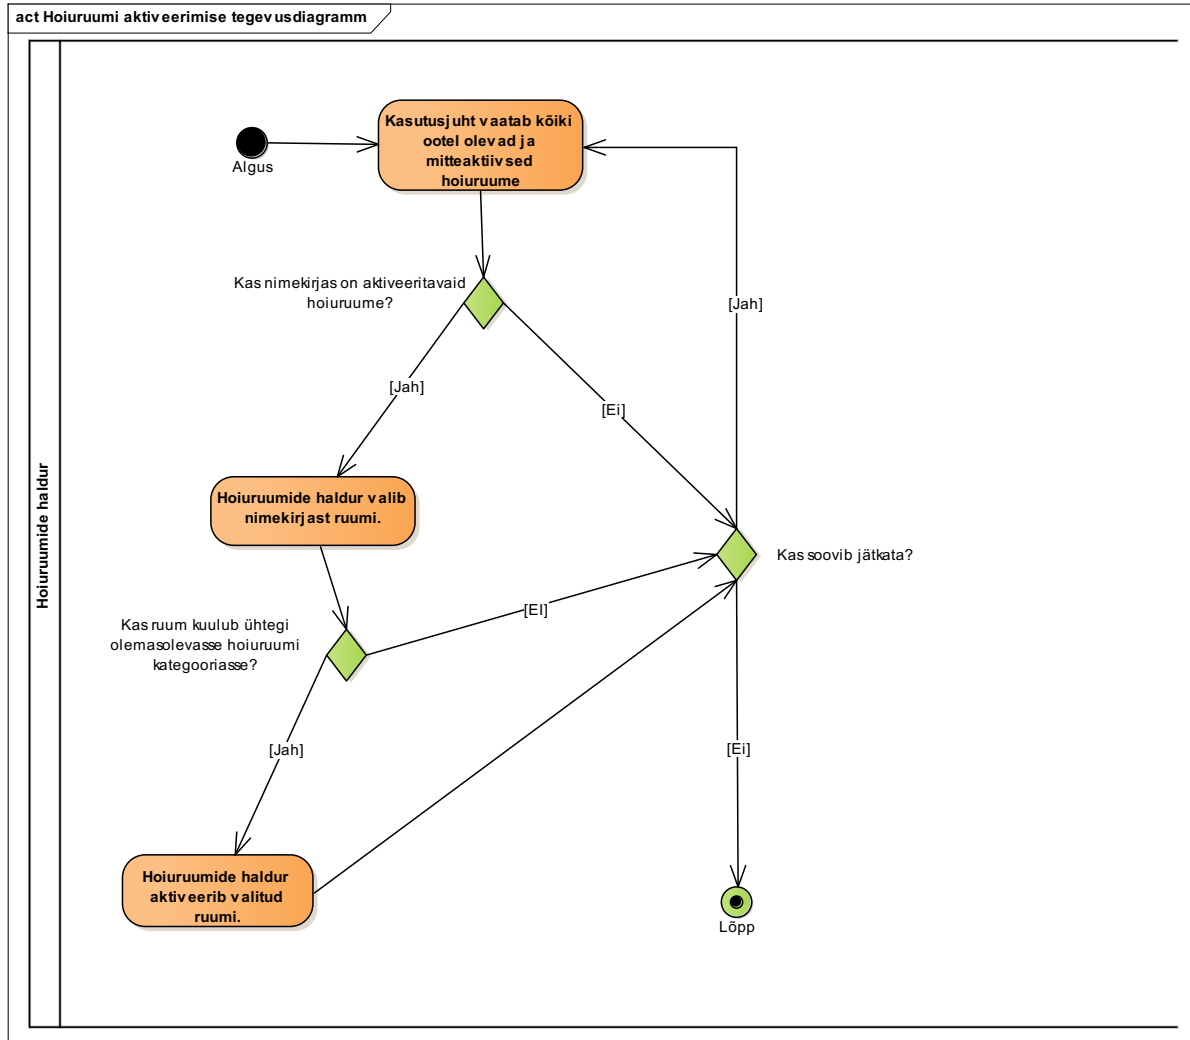 act Hoiuruumi aktiveerimise tegevusdiagramm
Hoiuruumide haldur
Algus
Kasutusjuht vaatab kõiki
ootel olevad ja
mitteaktiivsed
hoiuruume
Kas nimekirjas on aktiveeritavaid
hoiuruume?
[Jah]
[Jah]
[Ei]
Hoiuruumide haldur valib
nimekirjast ruumi.
Kas soovib jätkata?
[EI]
Kas ruum kuulub ühtegi
olemasolevasse hoiuruumi
kategooriasse?
[Jah]
[Ei]
Hoiuruumide haldur
aktiveerib valitud
ruumi.
Lõpp